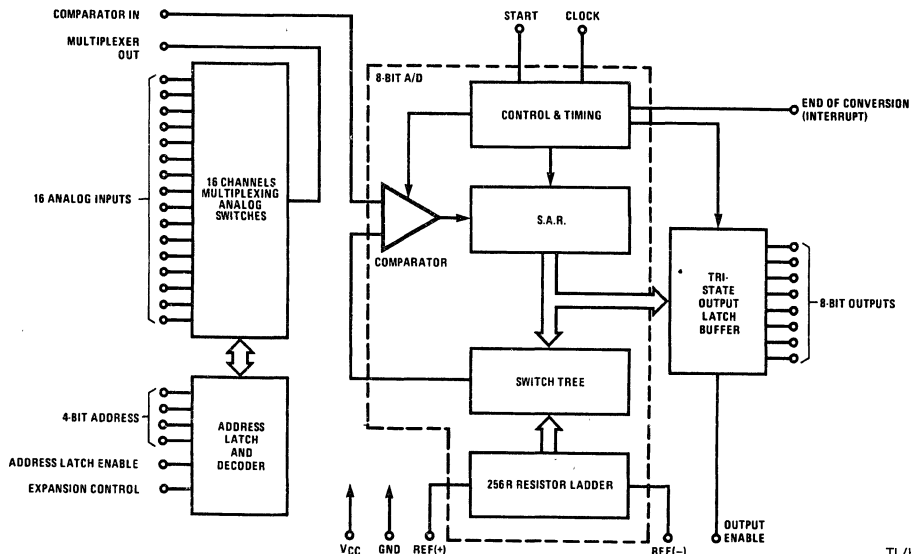 COMPARATOR IN
MULTIPLEXER
OUT
START
CLOCK
8-BIT A/D
CONTROL & TIMING
END OF CONVERSION
(INTERRUPT)
16 ANALOG INPUTS
16 CHANNELS
MULTIPLEXING
ANALOG
SWITCHES
S.A.R.
COMPARATOR
TRI-
STATE
OUTPUT
LATCH
BUFFER
8-BIT OUTPUTS
SWITCH TREE
4-BIT ADDRESS
ADDRESS
LATCH
AND
DECODER
ADDRESS LATCH ENABLE
EXPANSION CONTROL
256R RESISTOR LADDER
VCC
GND
REF(+)
REF(-)
OUTPUT
ENABLE